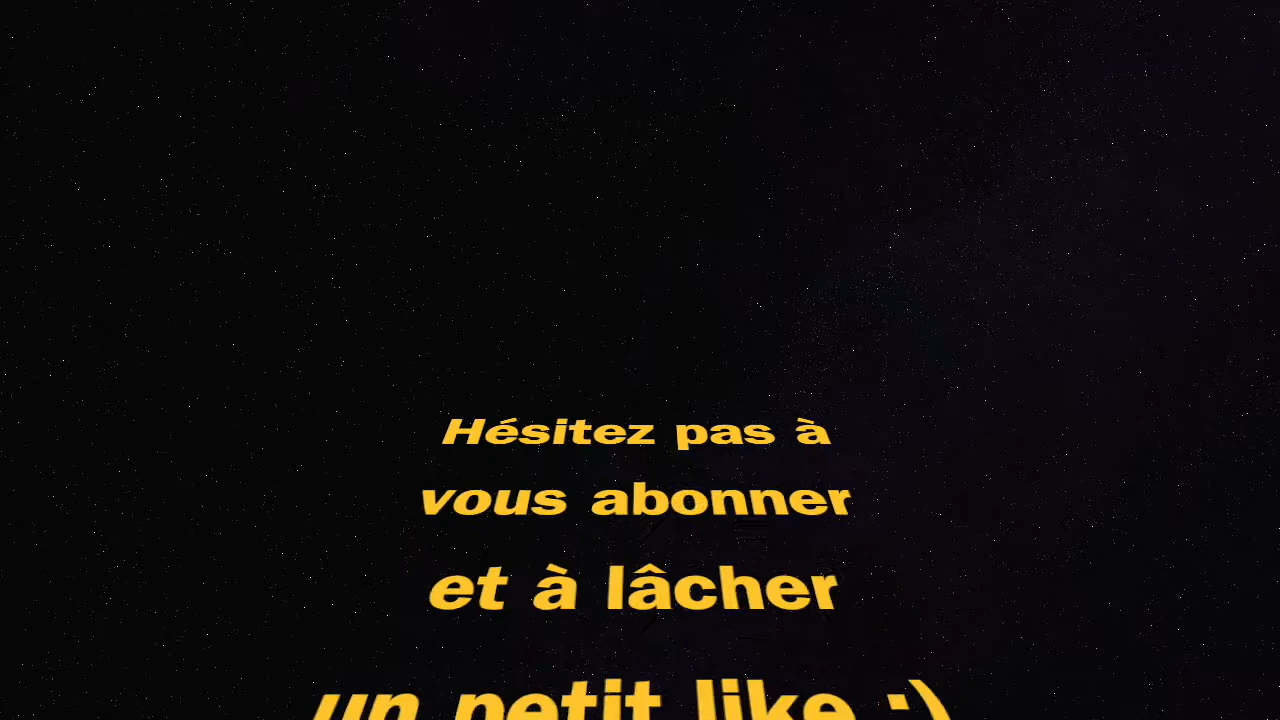 Hésitez pas à
vous abonner
et à lâcher
un petit like :)